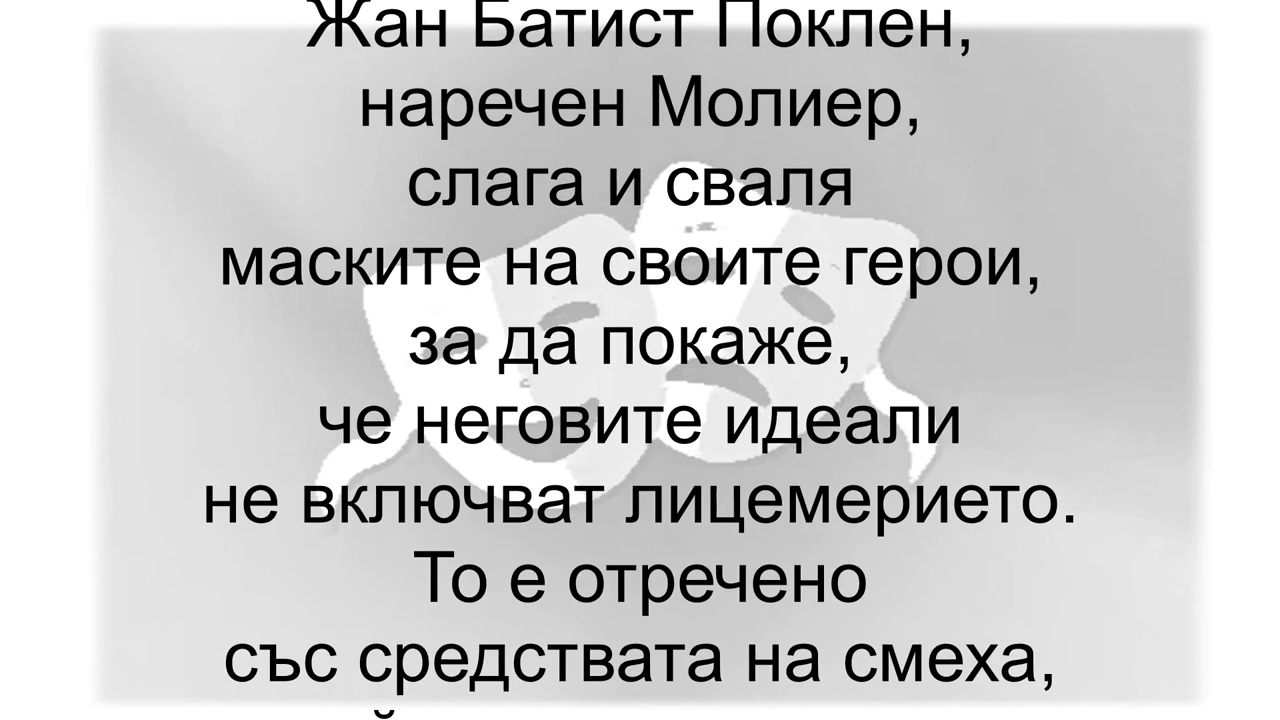 Жан Батист Поклен,
наречен Молиер,
слага и сваля
маските на своите герои,
за да покаже,
че неговите идеали
не включват лицемерието.
То е отречено
със средствата на смеха,